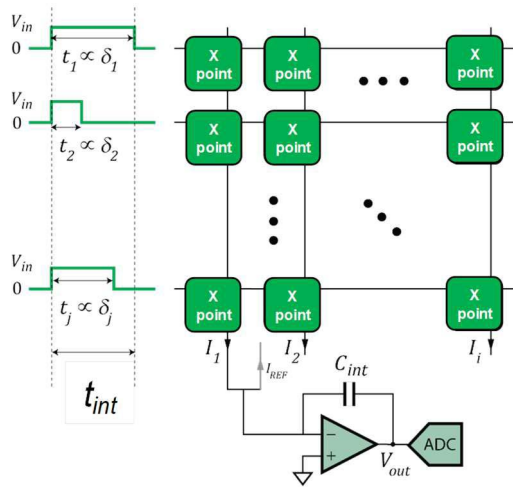 V_in
0
t_1 ∝ δ_1
V_in
0
t_2 ∝ δ_2
V_in
0
t_j ∝ δ_j
t_int
X
point
X
point
X
point
X
point
X
point
X
point
X
point
X
point
X
point
I_1
I_REF
I_2
I_i
C_int
−
+
V_out
ADC